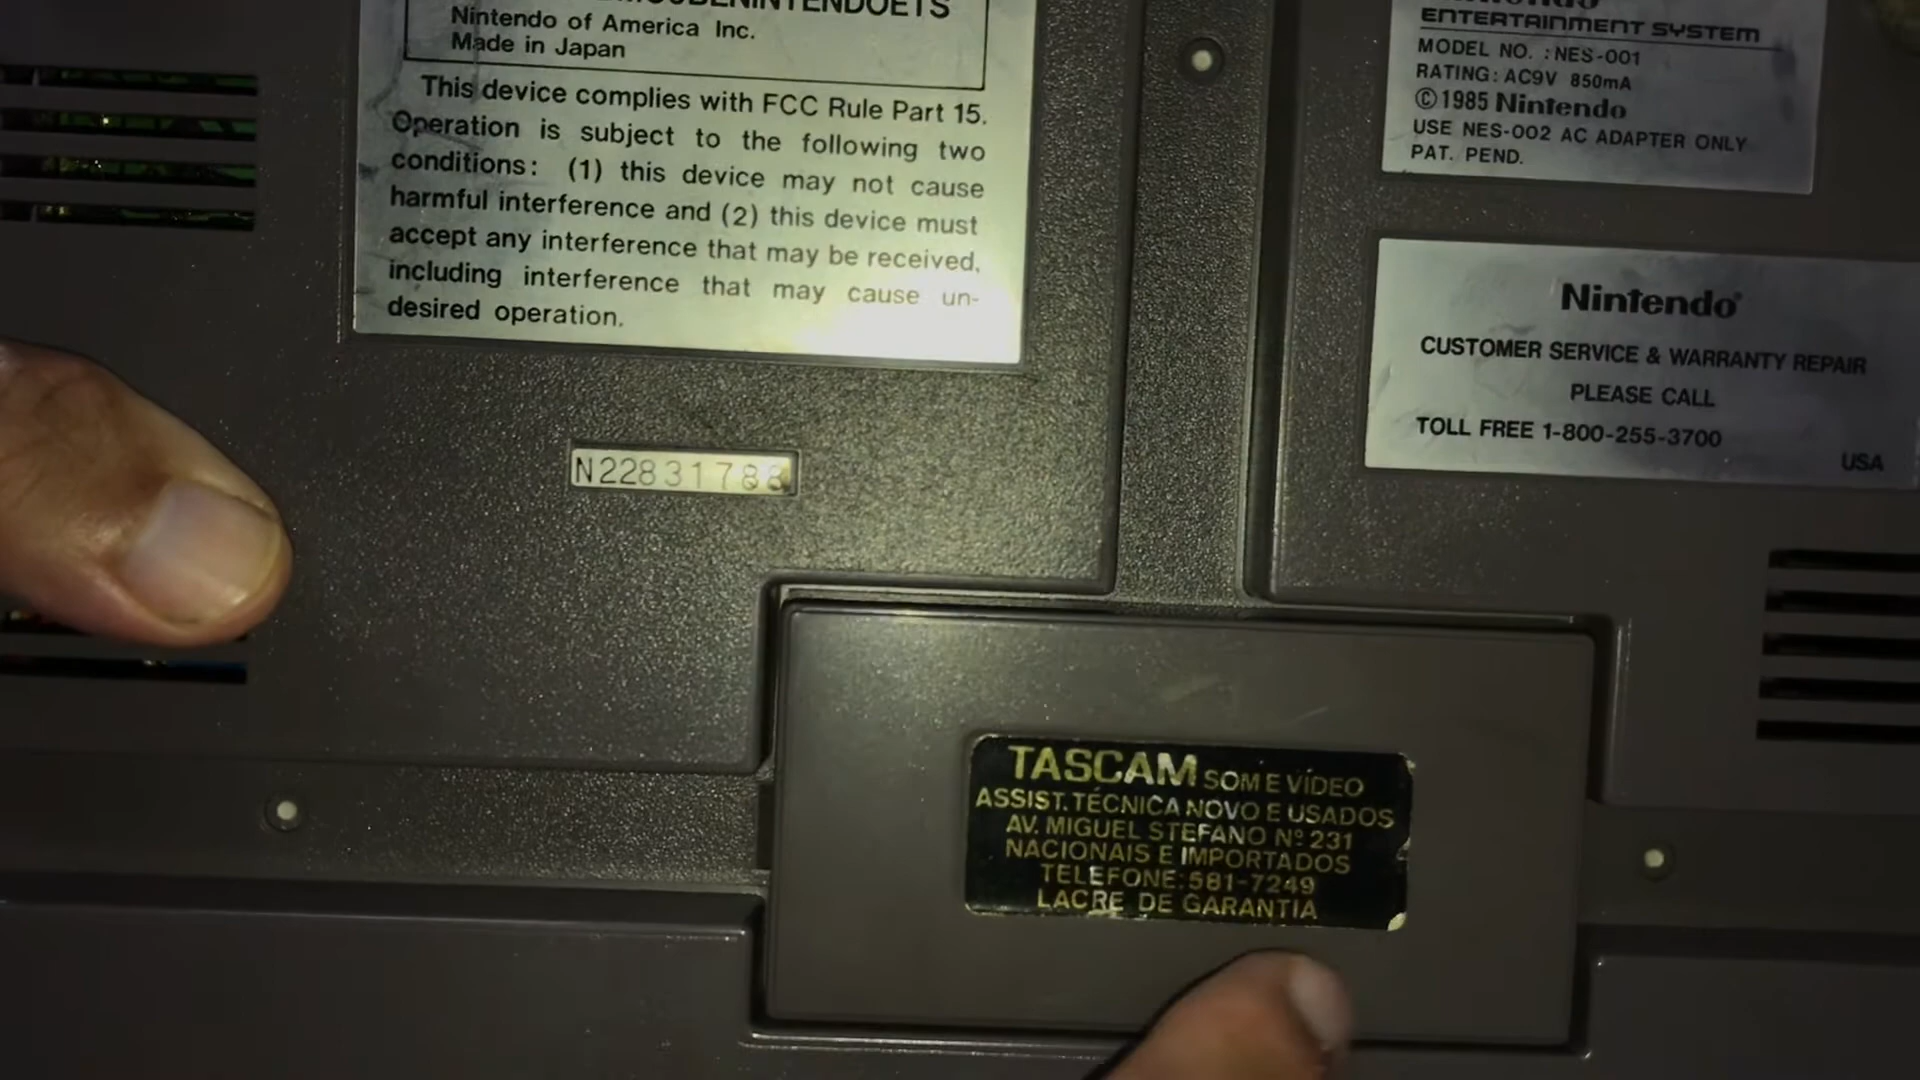 Nintendo of America Inc.
Made in Japan
This device complies with FCC Rule Part 15.
Operation is subject to the following two
conditions: (1) this device may not cause
harmful interference and (2) this device must
accept any interference that may be received,
including interference that may cause un-
desired operation.
N22831788
ENTERTAINMENT SYSTEM
MODEL NO. : NES-001
RATING: AC9V 850mA
©1985 Nintendo
USE NES-002 AC ADAPTER ONLY
PAT. PEND.
Nintendo®
CUSTOMER SERVICE & WARRANTY REPAIR
PLEASE CALL
TOLL FREE 1-800-255-3700
USA
TASCAM SOM E VÍDEO
ASSIST. TÉCNICA NOVO E USADOS
AV. MIGUEL STEFANO Nº 231
NACIONAIS E IMPORTADOS
TELEFONE: 581-7249
LACRE DE GARANTIA